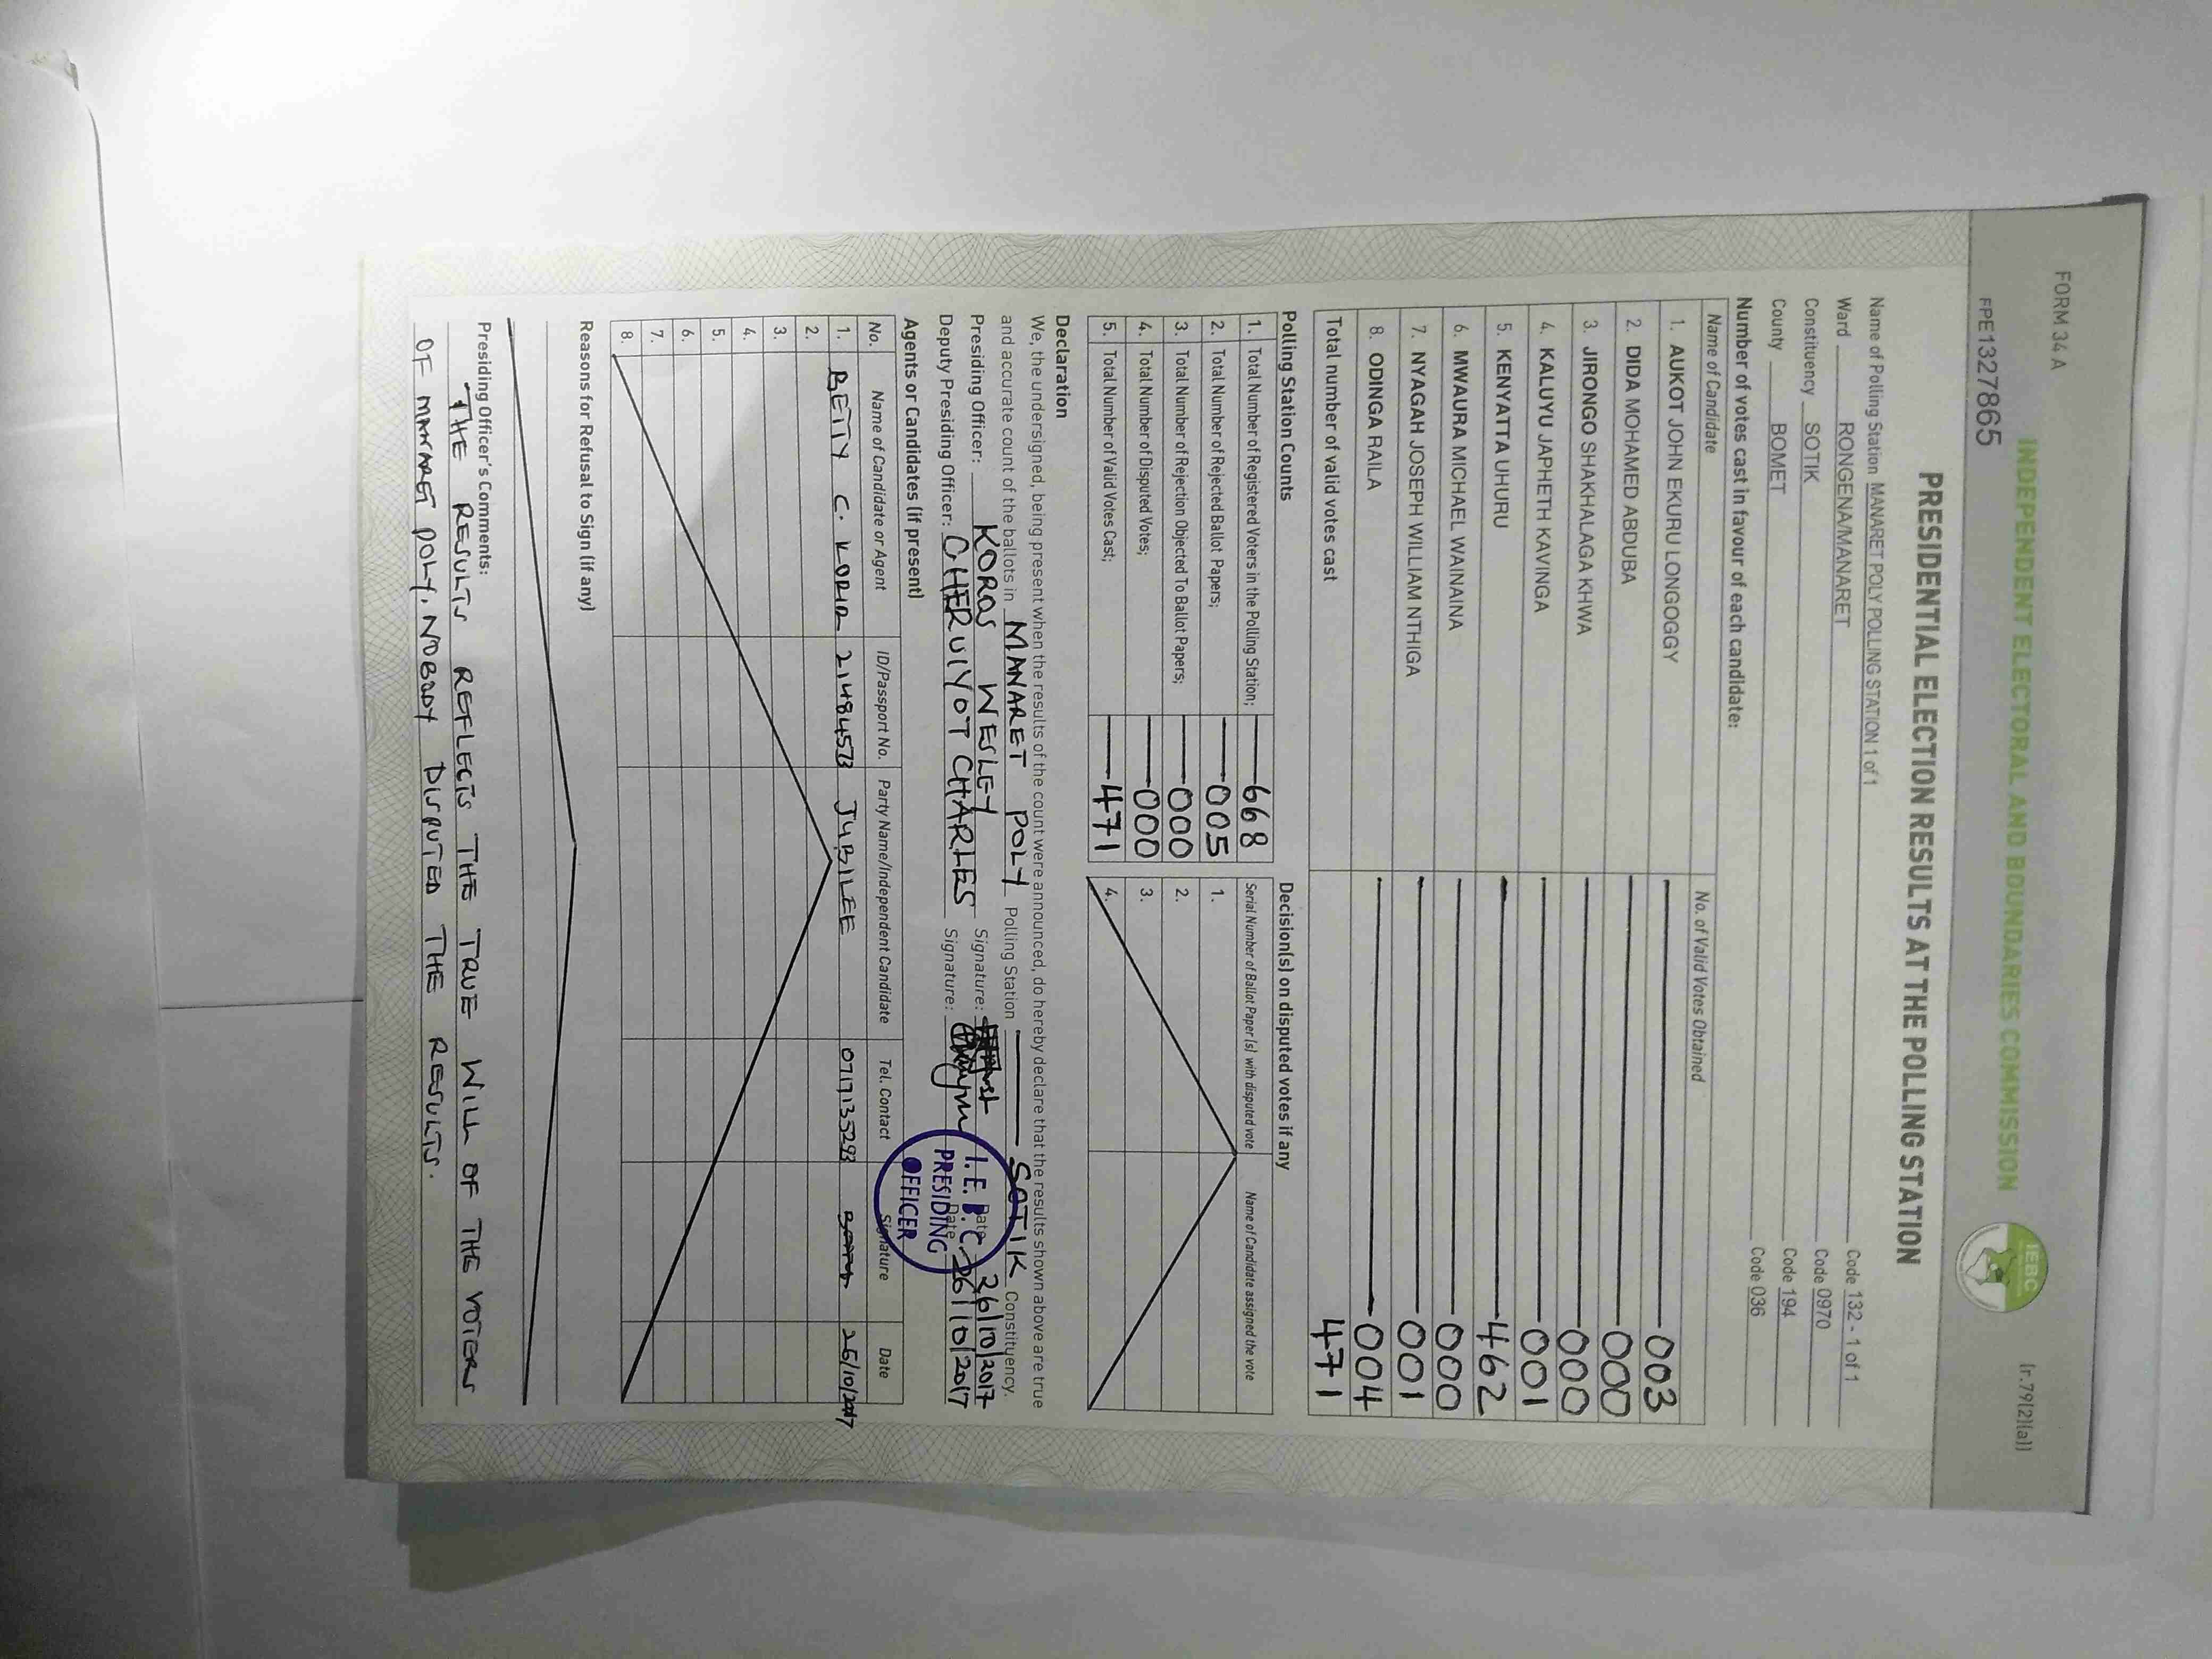 FORM 34 A
(r.79(2)(a))
INDEPENDENT ELECTORAL AND BOUNDARIES COMMISSION
IEBC
FPE1327865
PRESIDENTIAL ELECTION RESULTS AT THE POLLING STATION
Name of Polling Station MANARET POLY POLLING STATION 1 of 1 Code 132 - 1 of 1
Ward RONGENA/MANARET Code 0970
Constituency SOTIK Code 194
County BOMET Code 036
Number of votes cast in favour of each candidate:
Name of Candidate No. of Valid Votes Obtained
1. AUKOT JOHN EKURU LONGOGGY 003
2. DIDA MOHAMED ABDUBA 000
3. JIRONGO SHAKHALAGA KHWA 000
4. KALUYU JAPHETH KAVINGA 001
5. KENYATTA UHURU 462
6. MWAURA MICHAEL WAINAINA 000
7. NYAGAH JOSEPH WILLIAM NTHIGA 001
8. ODINGA RAILA 004
Total number of valid votes cast 471
Polling Station Counts
1. Total Number of Registered Voters in the Polling Station; 668
2. Total Number of Rejected Ballot Papers; 005
3. Total Number of Rejection Objected To Ballot Papers; 000
4. Total Number of Disputed Votes; 000
5. Total Number of Valid Votes Cast; 471
Decision(s) on disputed votes if any
Serial Number of Ballot Paper (s) with disputed vote Name of Candidate assigned the vote
1.
2.
3.
4.
Declaration
We, the undersigned, being present when the results of the count were announced, do hereby declare that the results shown above are true
and accurate count of the ballots in MANARET POLY Polling Station SOTIK Constituency.
Presiding Officer: KOROS WESLEY Signature: Date 26/10/2017
Deputy Presiding Officer: CHERUIYOT CHARLES Signature: Date 26/10/2017
I.E.B.C.
PRESIDING
OFFICER
Agents or Candidates (if present)
No. Name of Candidate or Agent ID/Passport No. Party Name/Independent Candidate Tel. Contact Signature Date
1. BETTY C. KORIR 21484573 JUBILEE 0717135293 26/10/2017
2.
3.
4.
5.
6.
7.
8.
Reasons for Refusal to Sign (if any)
Presiding Officer's Comments:
THE RESULTS REFLECTS THE TRUE WILL OF THE VOTERS
OF MANARET POLY. NOBODY DISPUTED THE RESULTS.